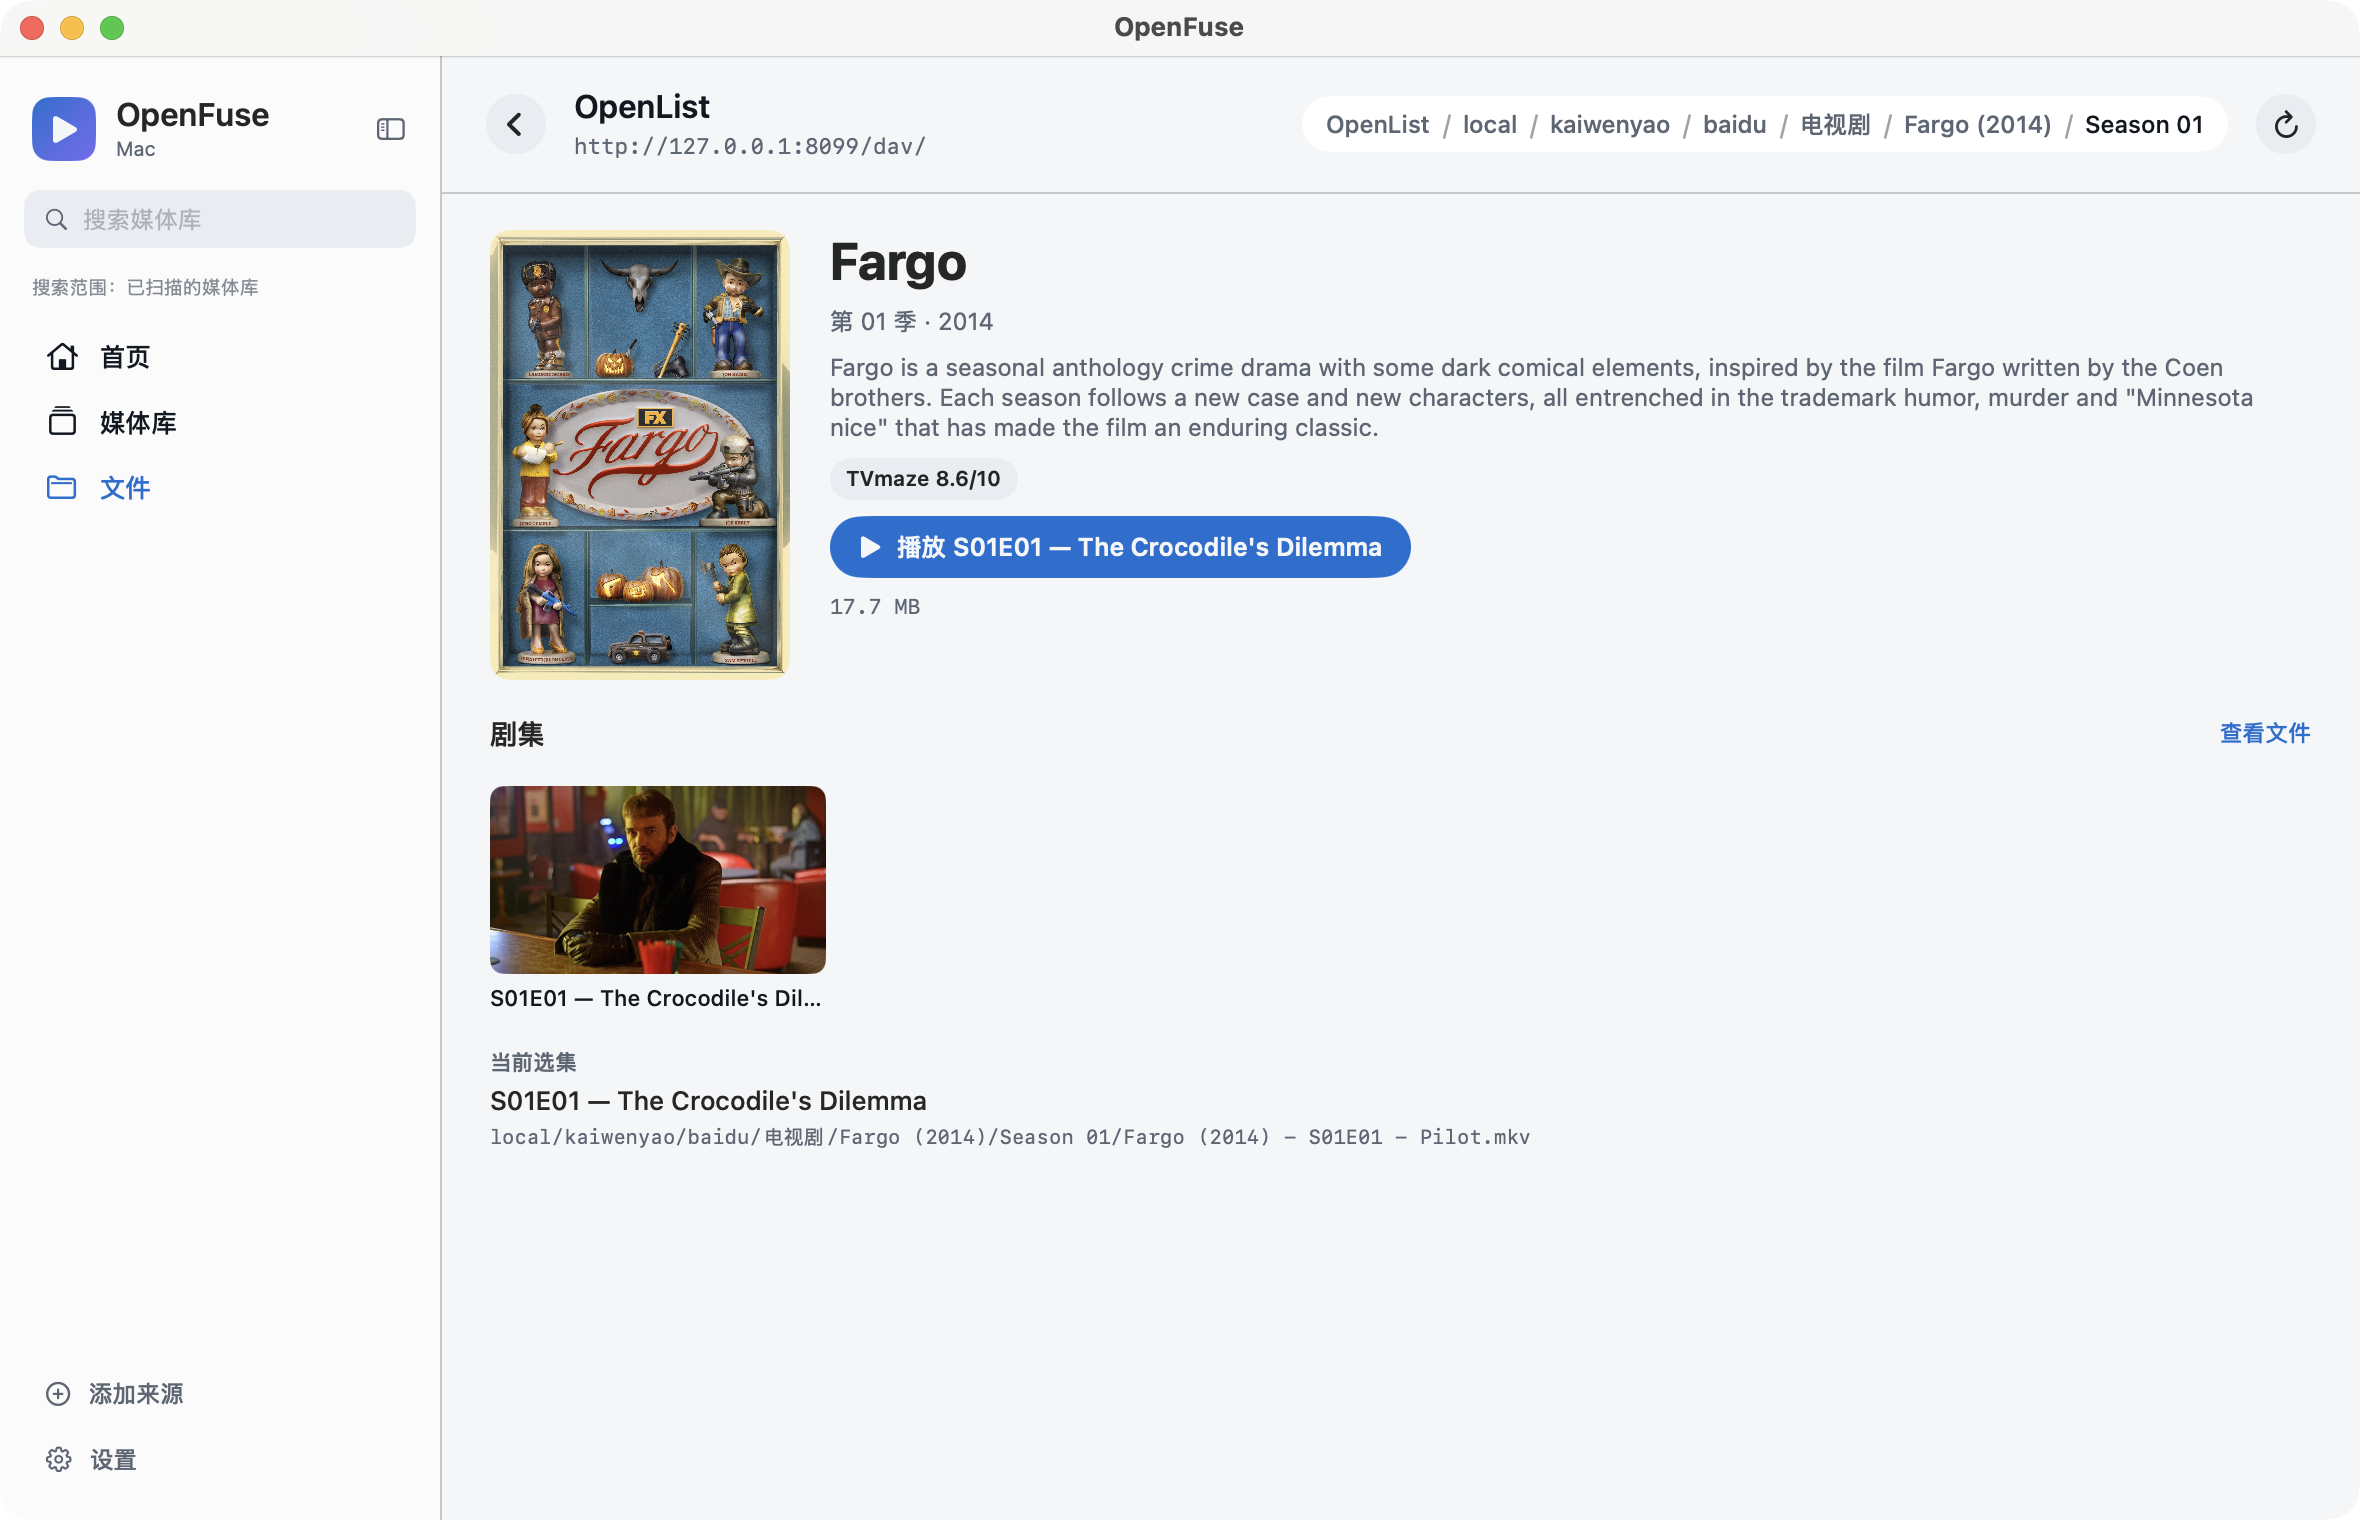 OpenFuse
OpenFuse
Mac
搜索媒体库
搜索范围：已扫描的媒体库
首页
媒体库
文件
添加来源
设置
OpenList
http://127.0.0.1:8099/dav/
OpenList / local / kaiwenyao / baidu / 电视剧 / Fargo (2014) / Season 01
FX
Fargo
Fargo
第 01 季 · 2014
Fargo is a seasonal anthology crime drama with some dark comical elements, inspired by the film Fargo written by the Coen
brothers. Each season follows a new case and new characters, all entrenched in the trademark humor, murder and "Minnesota
nice" that has made the film an enduring classic.
TVmaze 8.6/10
播放 S01E01 — The Crocodile's Dilemma
17.7 MB
剧集
查看文件
S01E01 — The Crocodile's Dil...
当前选集
S01E01 — The Crocodile's Dilemma
local/kaiwenyao/baidu/电视剧/Fargo (2014)/Season 01/Fargo (2014) - S01E01 - Pilot.mkv